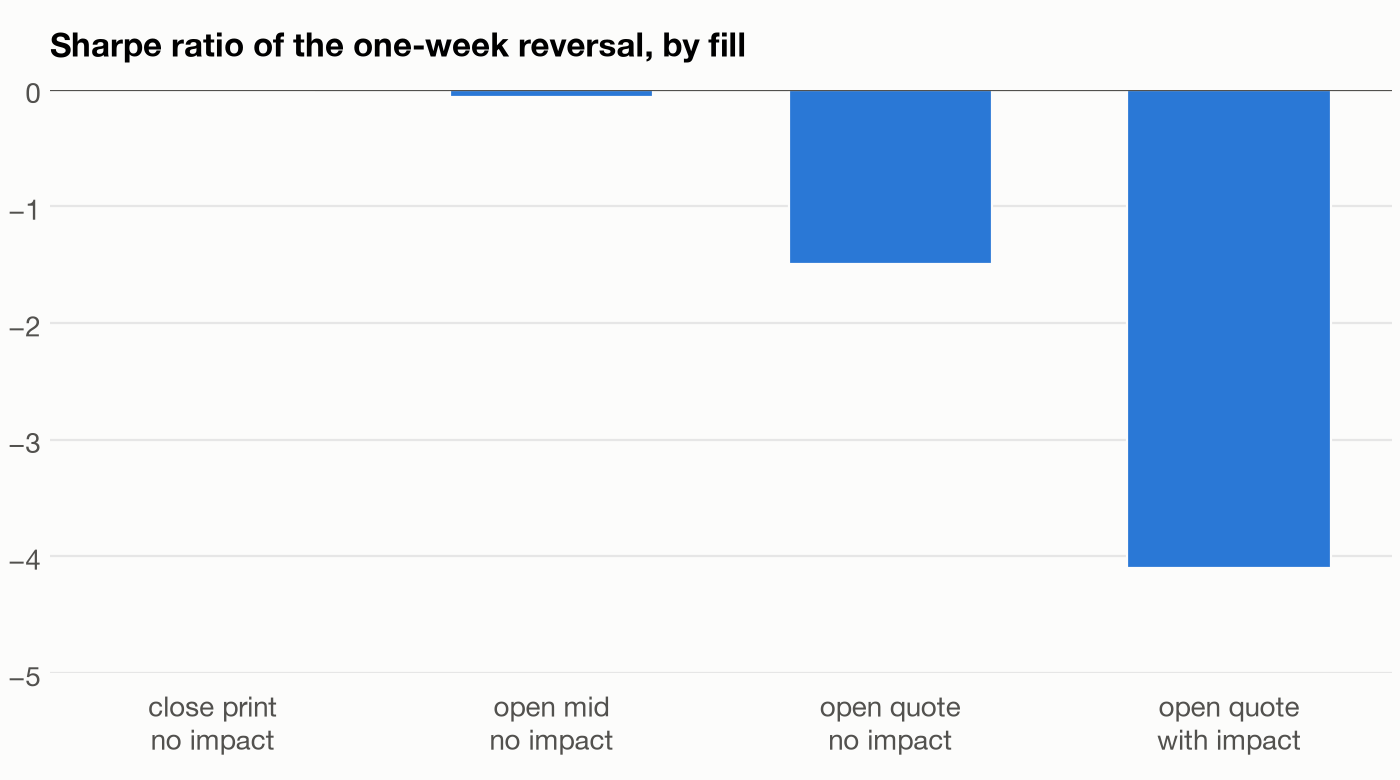 Sharpe ratio of the one-week reversal, by fill
0
−1
−2
−3
−4
−5
close print
no impact
open mid
no impact
open quote
no impact
open quote
with impact